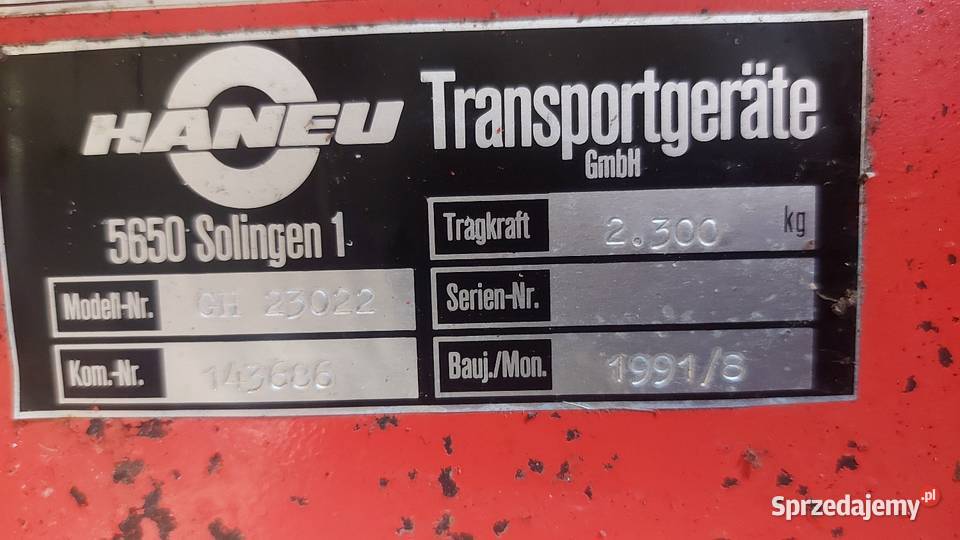 HANEU
Transportgeräte
GmbH
5650 Solingen 1
Tragkraft 2.300 kg
Modell-Nr. GH 23022
Serien-Nr.
Kom.-Nr. 143686
Bauj./Mon. 1991/8
Sprzedajemy.pl